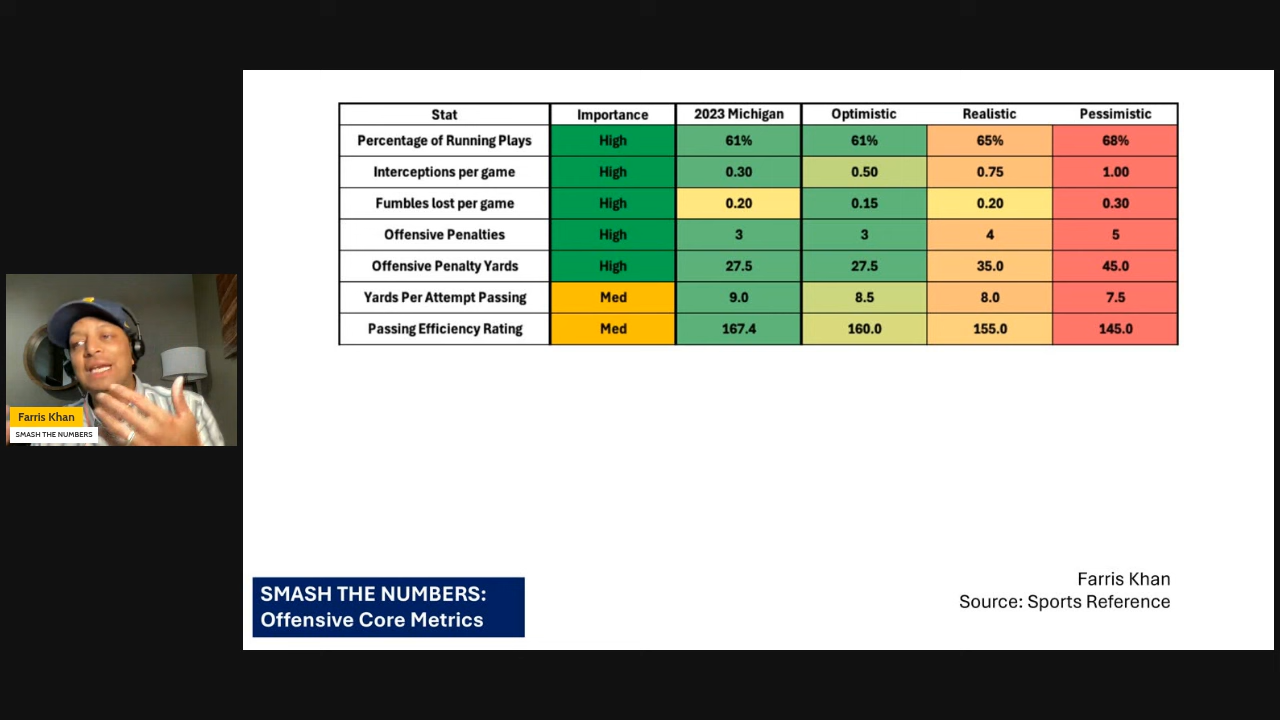 Stat Importance 2023 Michigan Optimistic Realistic Pessimistic
Percentage of Running Plays High 61% 61% 65% 68%
Interceptions per game High 0.30 0.50 0.75 1.00
Fumbles lost per game High 0.20 0.15 0.20 0.30
Offensive Penalties High 3 3 4 5
Offensive Penalty Yards High 27.5 27.5 35.0 45.0
Yards Per Attempt Passing Med 9.0 8.5 8.0 7.5
Passing Efficiency Rating Med 167.4 160.0 155.0 145.0
Farris Khan
SMASH THE NUMBERS
SMASH THE NUMBERS:
Offensive Core Metrics
Farris Khan
Source: Sports Reference